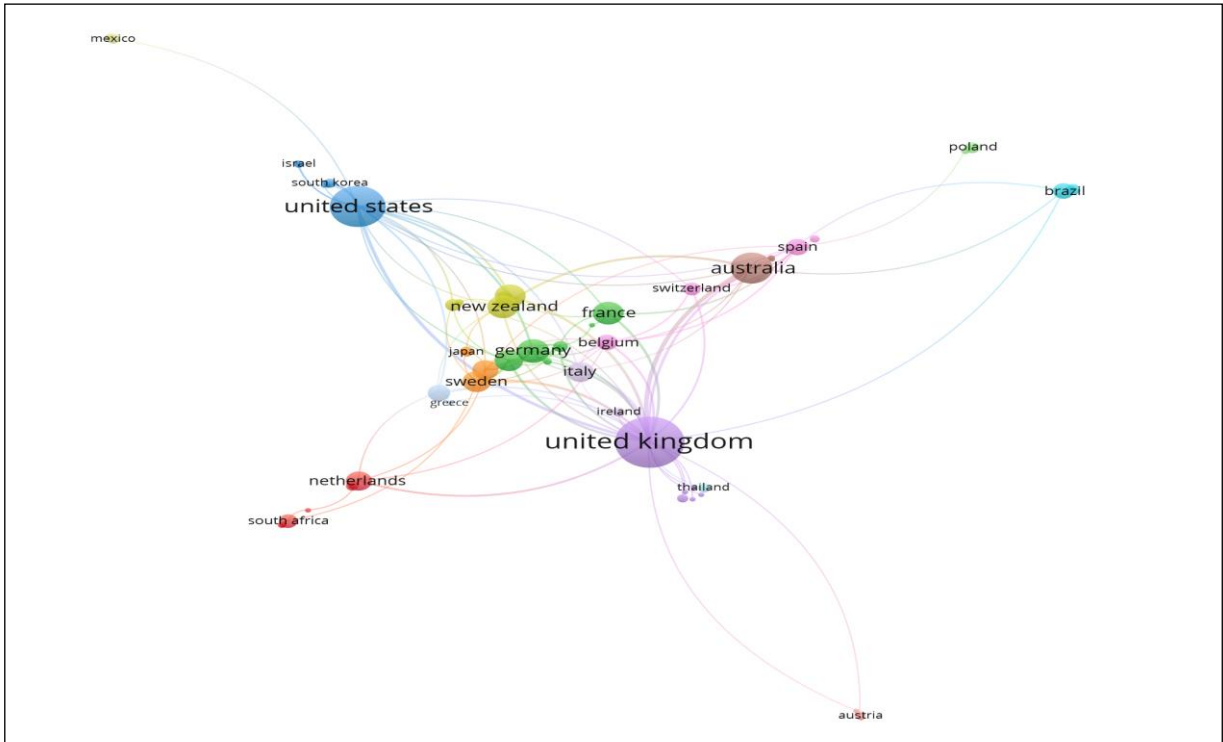 mexico
poland
israel
south korea
brazil
united states
spain
australia
switzerland
new zealand
france
belgium
germany
japan
italy
sweden
greece
ireland
united kingdom
netherlands
thailand
south africa
austria